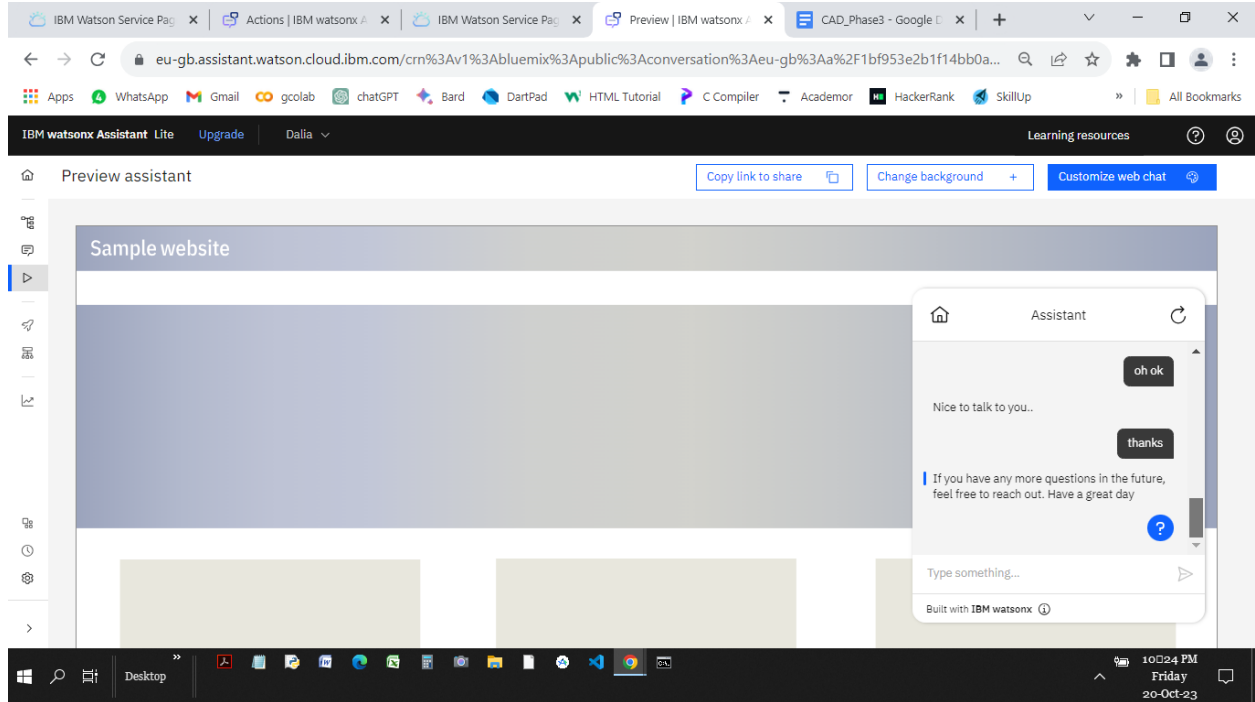 IBM Watson Service Pag
Actions | IBM watsonx A
IBM Watson Service Pag
Preview | IBM watsonx A
CAD_Phase3 - Google D
eu-gb.assistant.watson.cloud.ibm.com/crn%3Av1%3Abluemix%3Apublic%3Aconversation%3Aeu-gb%3Aa%2F1bf953e2b1f14bb0a...
Apps WhatsApp Gmail gcolab chatGPT Bard DartPad HTML Tutorial C Compiler Academor HackerRank SkillUp » All Bookmarks
IBM watsonx Assistant Lite Upgrade Dalia Learning resources
Preview assistant Copy link to share Change background + Customize web chat
Sample website
Assistant
oh ok
Nice to talk to you..
thanks
If you have any more questions in the future,
feel free to reach out. Have a great day
?
Type something...
Built with IBM watsonx
Desktop
10□24 PM
Friday
20-Oct-23